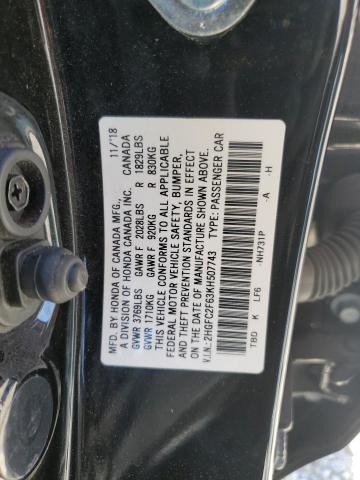 MFD. BY HONDA OF CANADA MFG., 11/'18
A DIVISION OF HONDA CANADA INC. CANADA
GVWR 3769LBS GAWR F 2028LBS R 1829LBS
GVWR 1710KG GAWR F 920KG R 830KG
THIS VEHICLE CONFORMS TO ALL APPLICABLE
FEDERAL MOTOR VEHICLE SAFETY, BUMPER,
AND THEFT PREVENTION STANDARDS IN EFFECT
ON THE DATE OF MANUFACTURE SHOWN ABOVE.
V.I.N.: 2HGFC2F63KH507743 TYPE: PASSENGER CAR
TBD K LF6 -NH731P -A -H